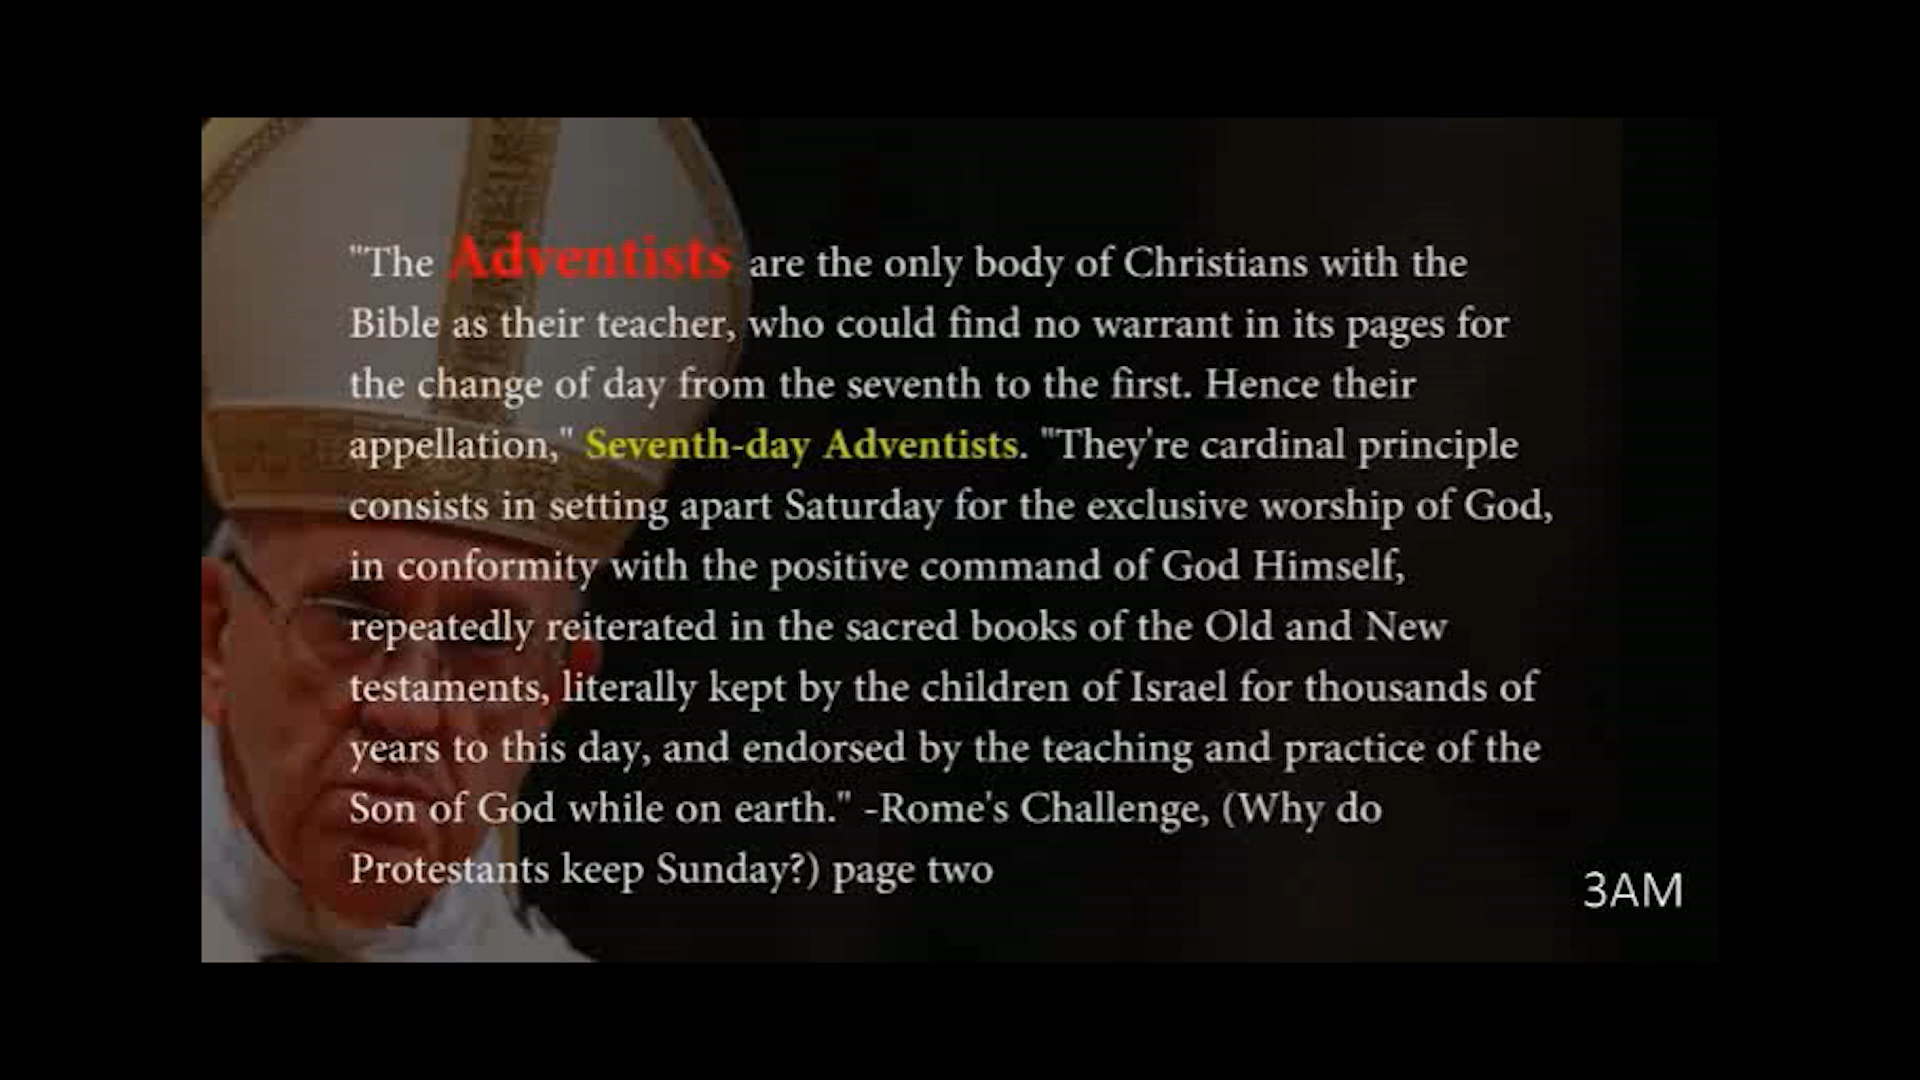 "The Adventists are the only body of Christians with the
Bible as their teacher, who could find no warrant in its pages for
the change of day from the seventh to the first. Hence their
appellation," Seventh-day Adventists. "They're cardinal principle
consists in setting apart Saturday for the exclusive worship of God,
in conformity with the positive command of God Himself,
repeatedly reiterated in the sacred books of the Old and New
testaments, literally kept by the children of Israel for thousands of
years to this day, and endorsed by the teaching and practice of the
Son of God while on earth." -Rome's Challenge, (Why do
Protestants keep Sunday?) page two
3AM